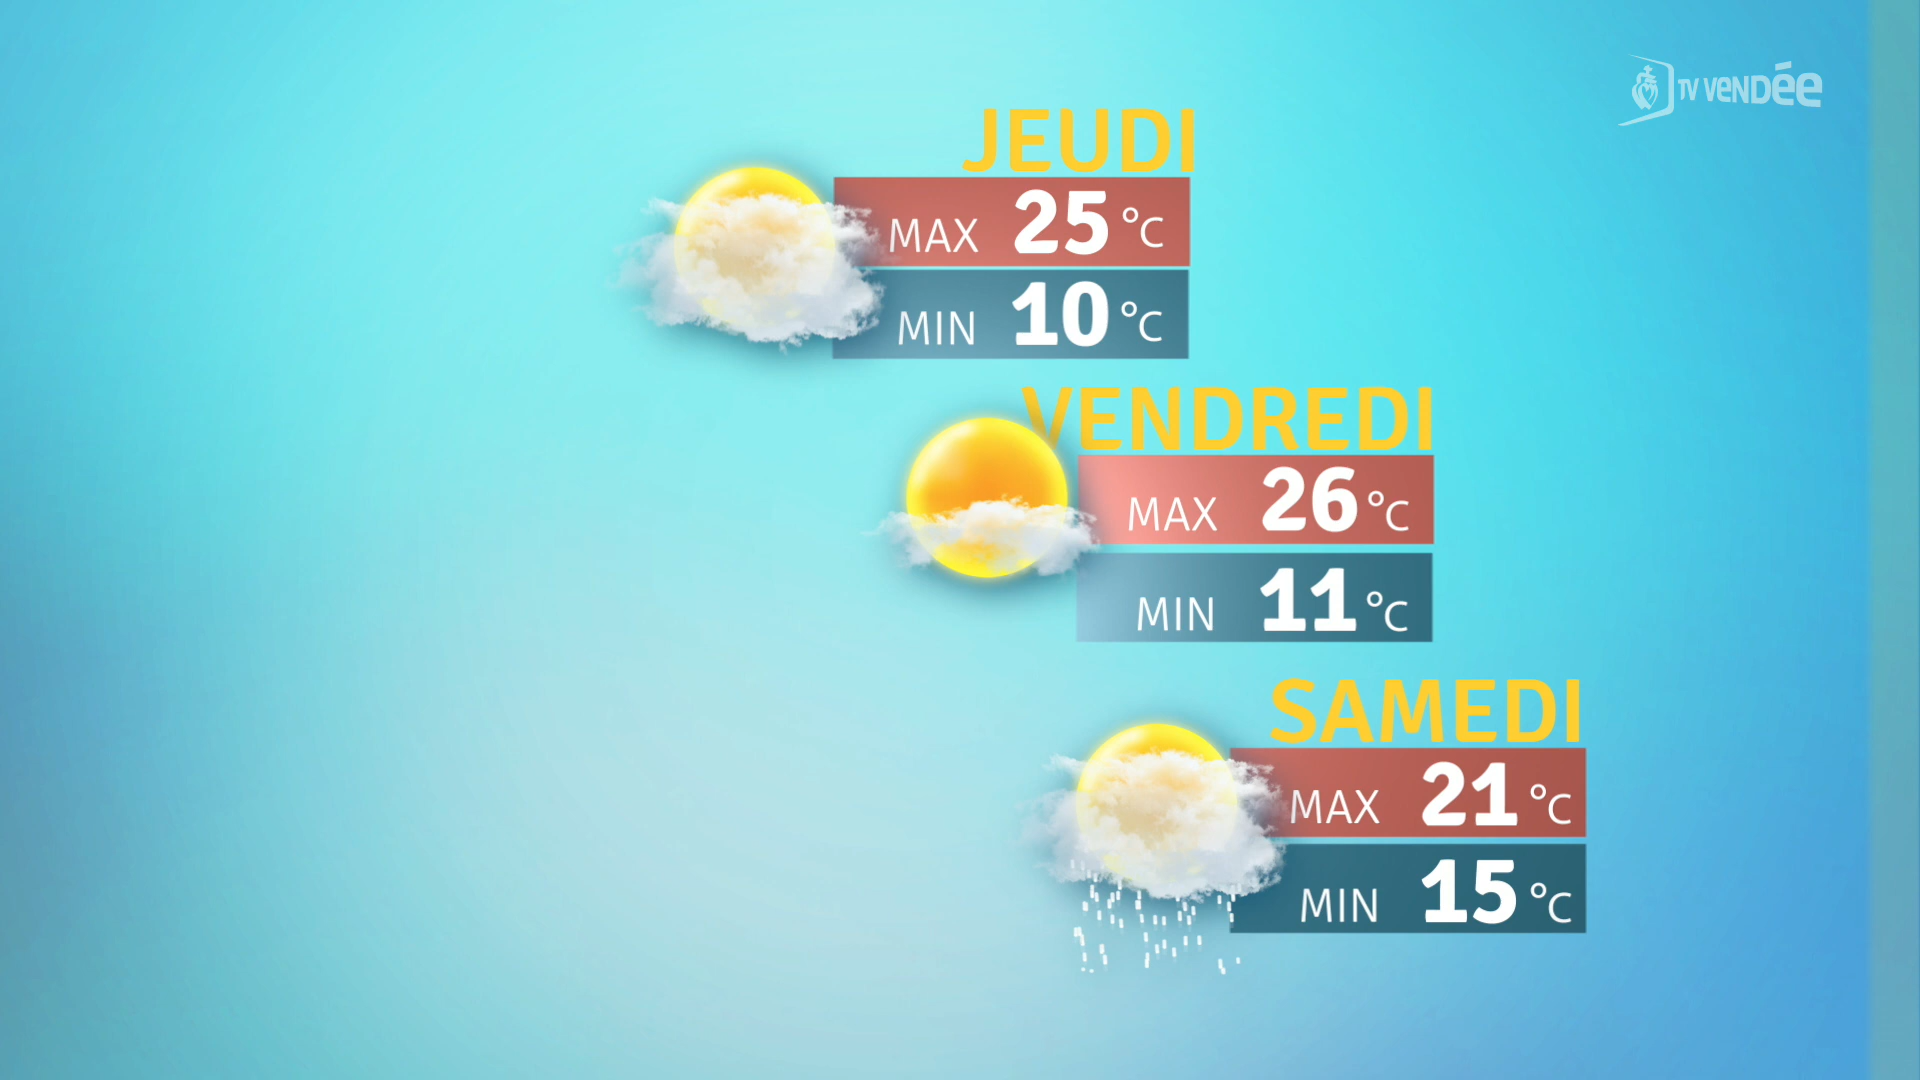 TV VENDÉE
JEUDI
MAX 25 °C
MIN 10 °C
VENDREDI
MAX 26 °C
MIN 11 °C
SAMEDI
MAX 21 °C
MIN 15 °C